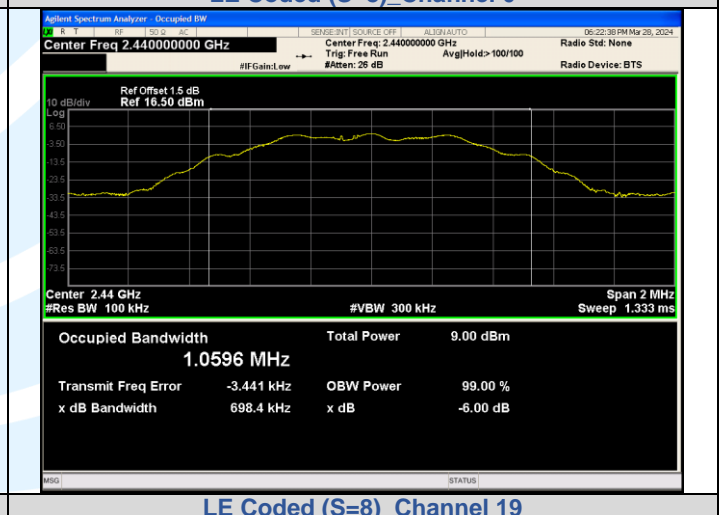 Agilent Spectrum Analyzer - Occupied BW
R T RF 50 Ω AC SENSE:INT SOURCE OFF ALIGN AUTO 06:22:38 PM Mar 28, 2024
Center Freq 2.440000000 GHz Center Freq: 2.440000000 GHz Radio Std: None
Trig: Free Run Avg|Hold:>100/100
#IFGain:Low #Atten: 26 dB Radio Device: BTS
Ref Offset 1.5 dB
10 dB/div Ref 16.50 dBm
Log
6.50
-3.50
-13.5
-23.5
-33.5
-43.5
-53.5
-63.5
-73.5
Center 2.44 GHz Span 2 MHz
#Res BW 100 kHz #VBW 300 kHz Sweep 1.333 ms
Occupied Bandwidth Total Power 9.00 dBm
1.0596 MHz
Transmit Freq Error -3.441 kHz OBW Power 99.00 %
x dB Bandwidth 698.4 kHz x dB -6.00 dB
MSG STATUS
LE Coded (S=8)_Channel 19